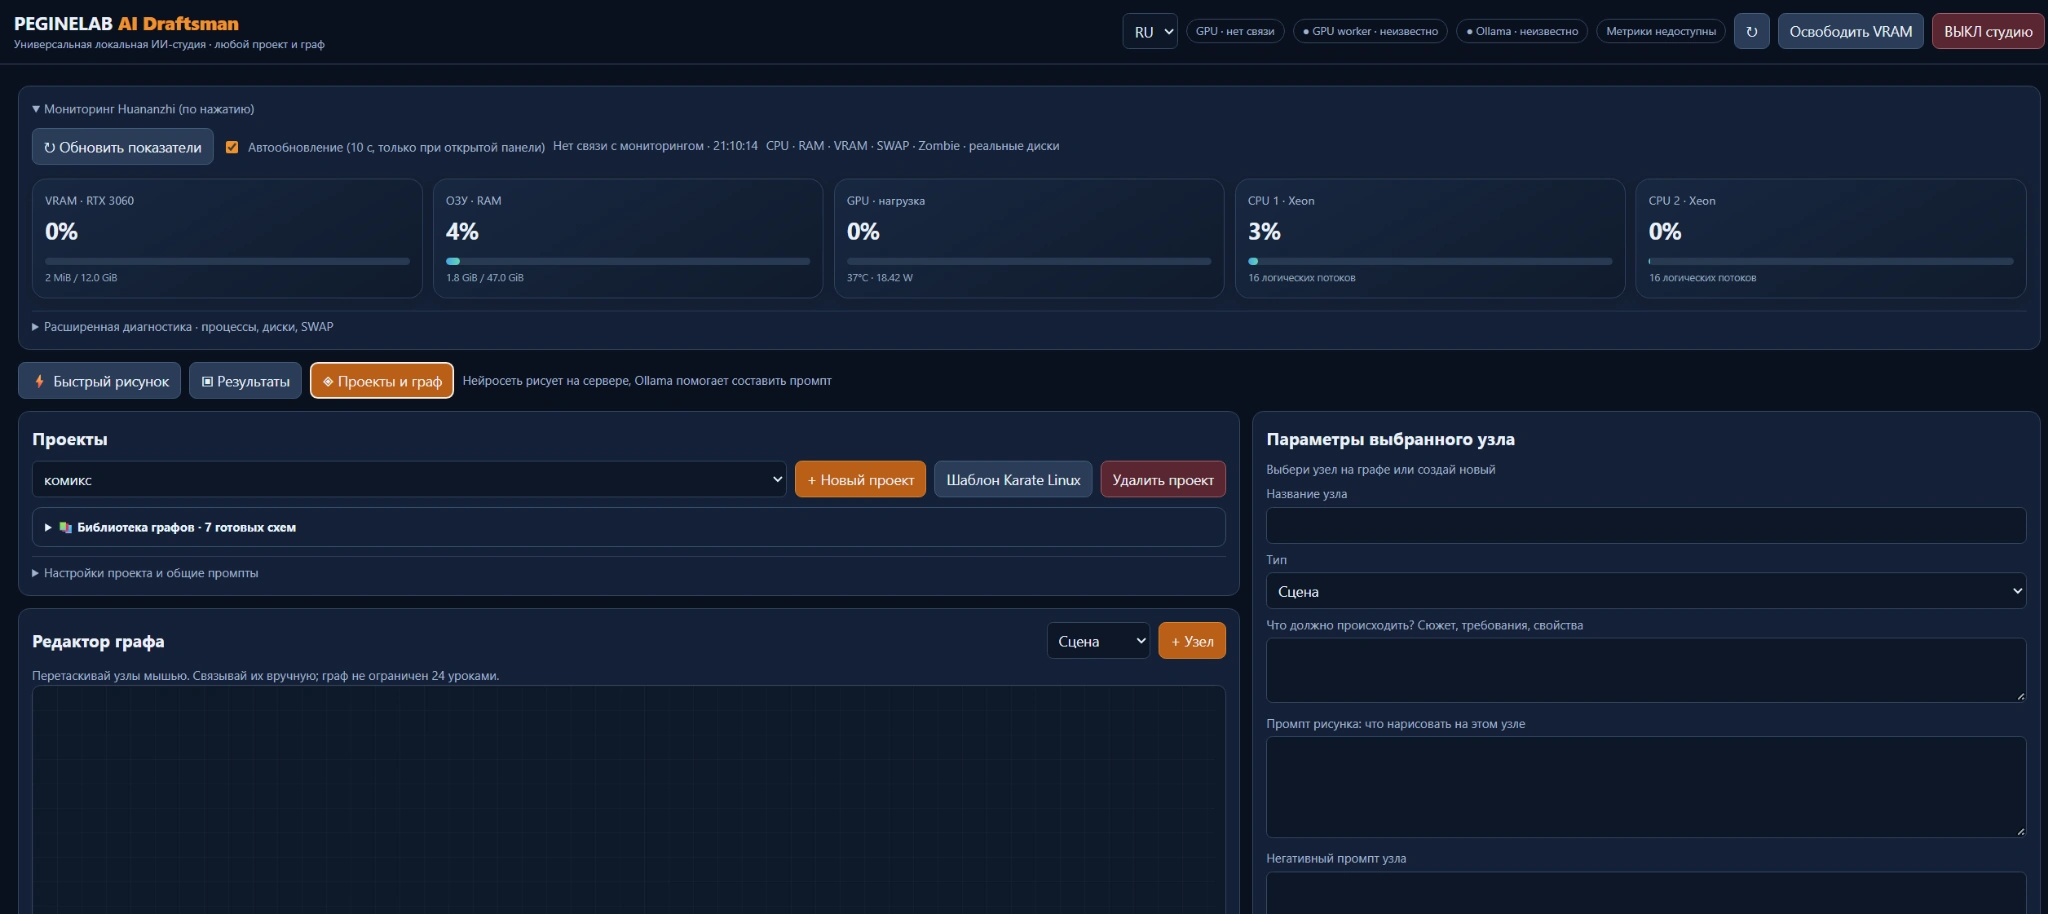 PEGINELAB AI Draftsman
Универсальная локальная ИИ-студия · любой проект и граф
RU
GPU · нет связи
● GPU worker · неизвестно
● Ollama · неизвестно
Метрики недоступны
↻
Освободить VRAM
ВЫКЛ студию
▼ Мониторинг Huananzhi (по нажатию)
↻ Обновить показатели
Автообновление (10 с, только при открытой панели)
Нет связи с мониторингом · 21:10:14
CPU · RAM · VRAM · SWAP · Zombie · реальные диски
VRAM · RTX 3060
0%
2 MiB / 12.0 GiB
ОЗУ · RAM
4%
1.8 GiB / 47.0 GiB
GPU · нагрузка
0%
37°C · 18.42 W
CPU 1 · Xeon
3%
16 логических потоков
CPU 2 · Xeon
0%
16 логических потоков
▶ Расширенная диагностика · процессы, диски, SWAP
Быстрый рисунок
Результаты
Проекты и граф
Нейросеть рисует на сервере, Ollama помогает составить промпт
Проекты
комикс
+ Новый проект
Шаблон Karate Linux
Удалить проект
▶ Библиотека графов · 7 готовых схем
▶ Настройки проекта и общие промпты
Редактор графа
Сцена
+ Узел
Перетаскивай узлы мышью. Связывай их вручную; граф не ограничен 24 уроками.
Параметры выбранного узла
Выбери узел на графе или создай новый
Название узла
Тип
Сцена
Что должно происходить? Сюжет, требования, свойства
Промпт рисунка: что нарисовать на этом узле
Негативный промпт узла